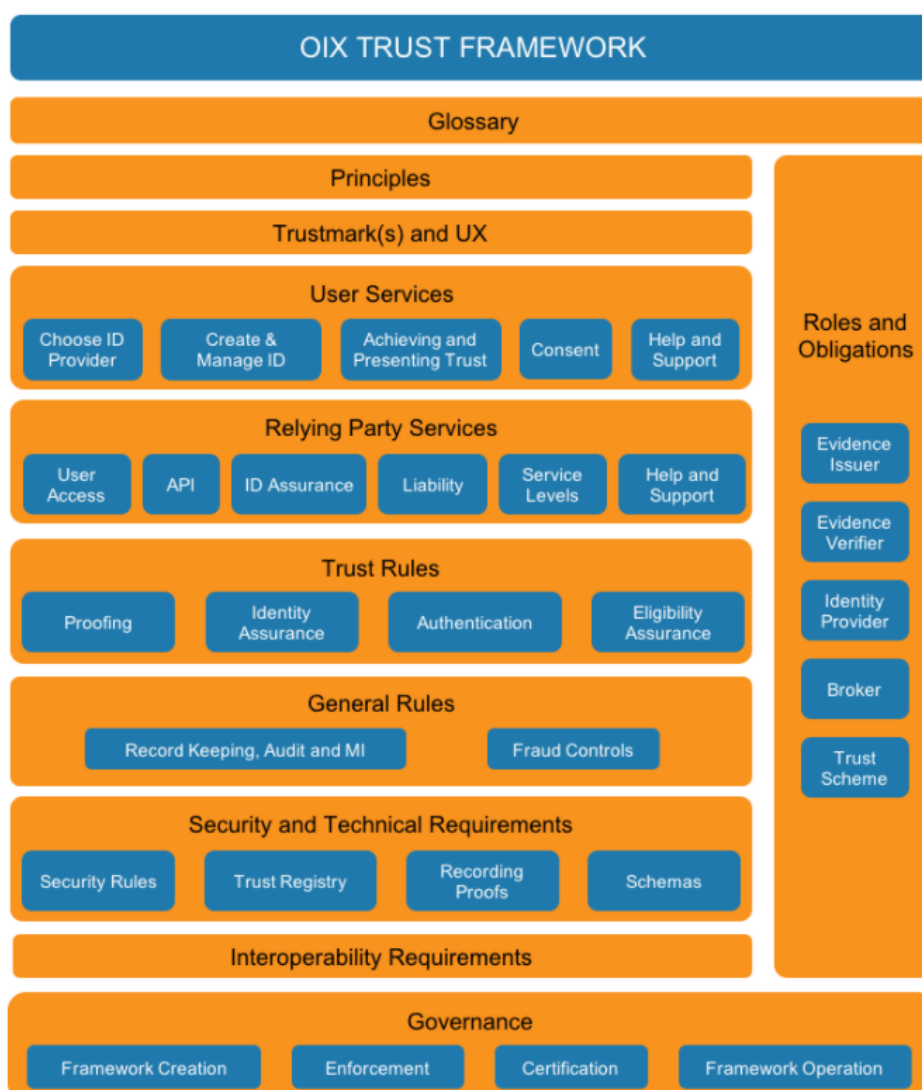 OIX TRUST FRAMEWORK
Glossary
Principles
Trustmark(s) and UX
User Services
Choose ID
Provider
Create &
Manage ID
Achieving and
Presenting Trust
Consent
Help and
Support
Relying Party Services
User
Access
API
ID Assurance
Liability
Service
Levels
Help and
Support
Trust Rules
Proofing
Identity
Assurance
Authentication
Eligibility
Assurance
General Rules
Record Keeping, Audit and MI
Fraud Controls
Security and Technical Requirements
Security Rules
Trust Registry
Recording
Proofs
Schemas
Interoperability Requirements
Roles and
Obligations
Evidence
Issuer
Evidence
Verifier
Identity
Provider
Broker
Trust
Scheme
Governance
Framework Creation
Enforcement
Certification
Framework Operation